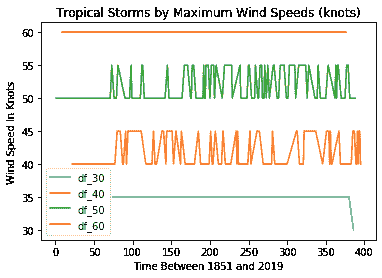 Tropical Storms by Maximum Wind Speeds (knots)
60
55
50
45
40
35
30
Wind Speed In Knots
df_30
df_40
df_50
df_60
0 50 100 150 200 250 300 350 400
Time Between 1851 and 2019